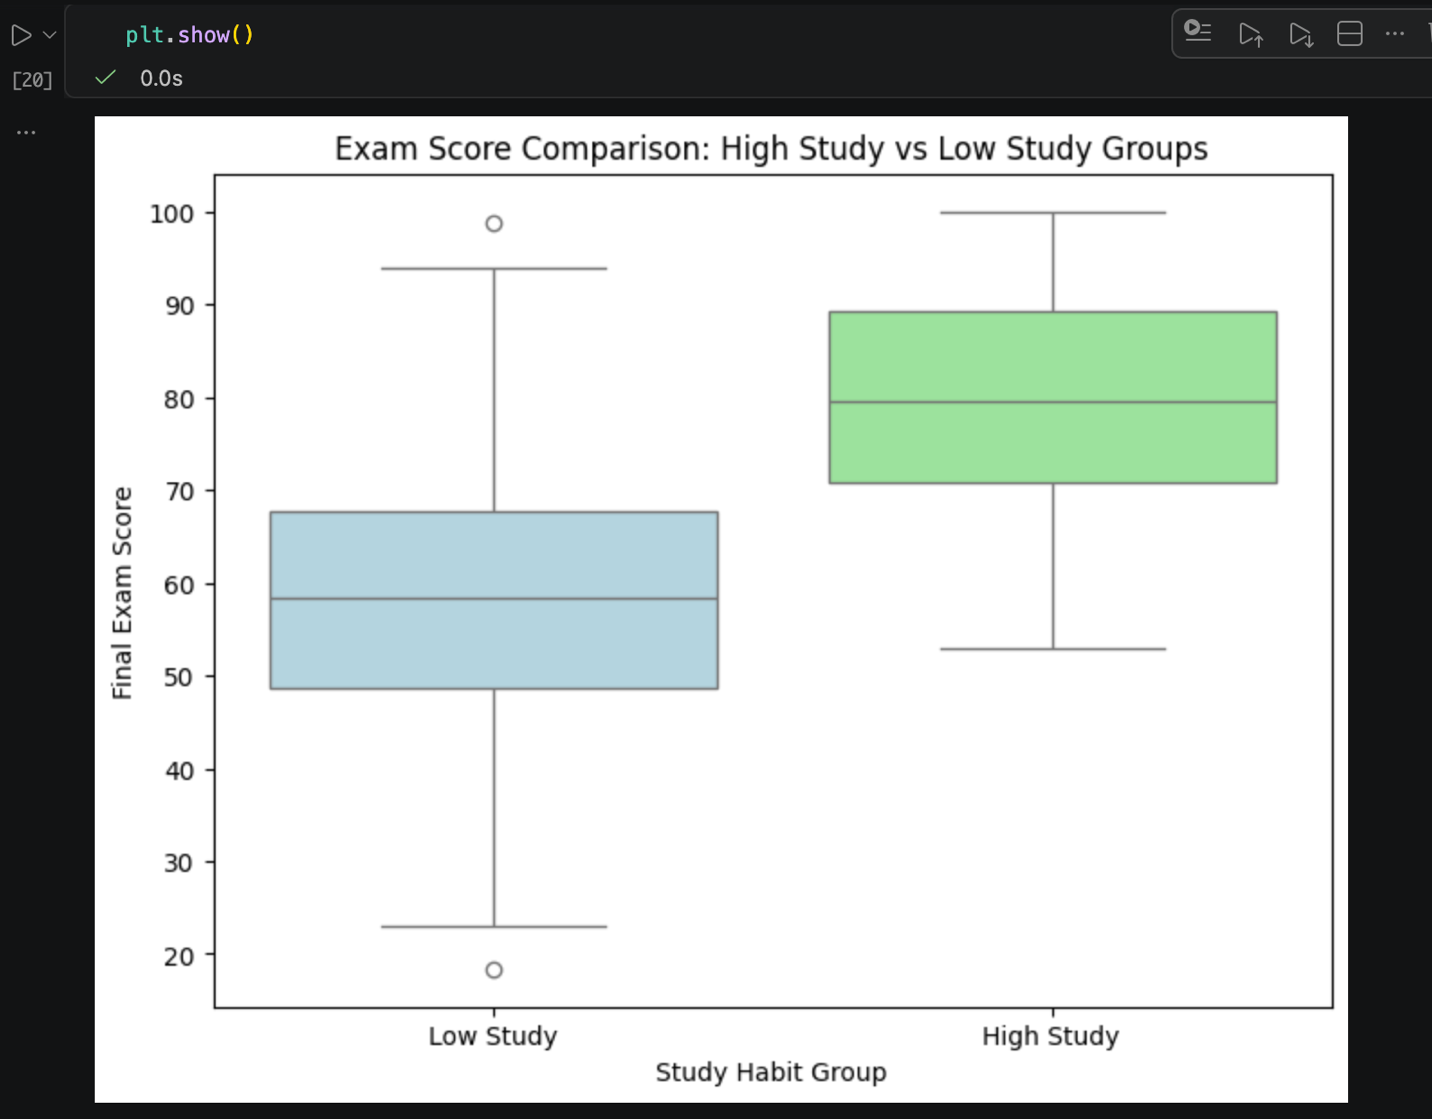 plt.show()
[20]
0.0s
...
Exam Score Comparison: High Study vs Low Study Groups
100
90
80
70
60
50
40
30
20
Final Exam Score
Low Study
High Study
Study Habit Group